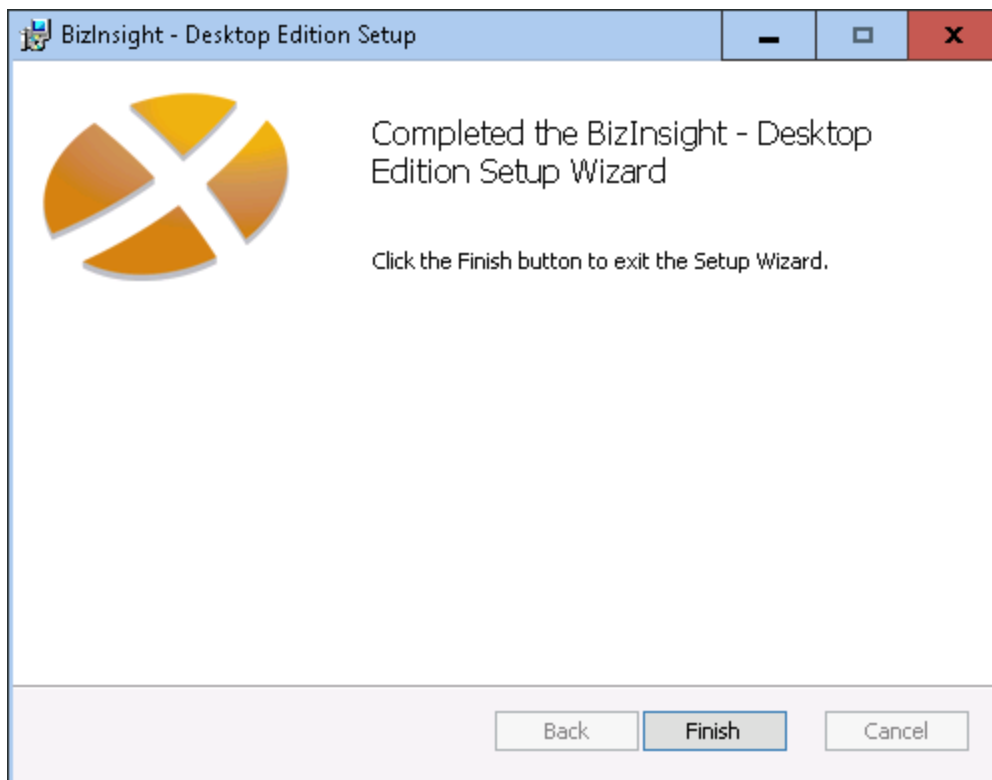 BizInsight - Desktop Edition Setup
Completed the BizInsight - Desktop
Edition Setup Wizard
Click the Finish button to exit the Setup Wizard.
Back Finish Cancel